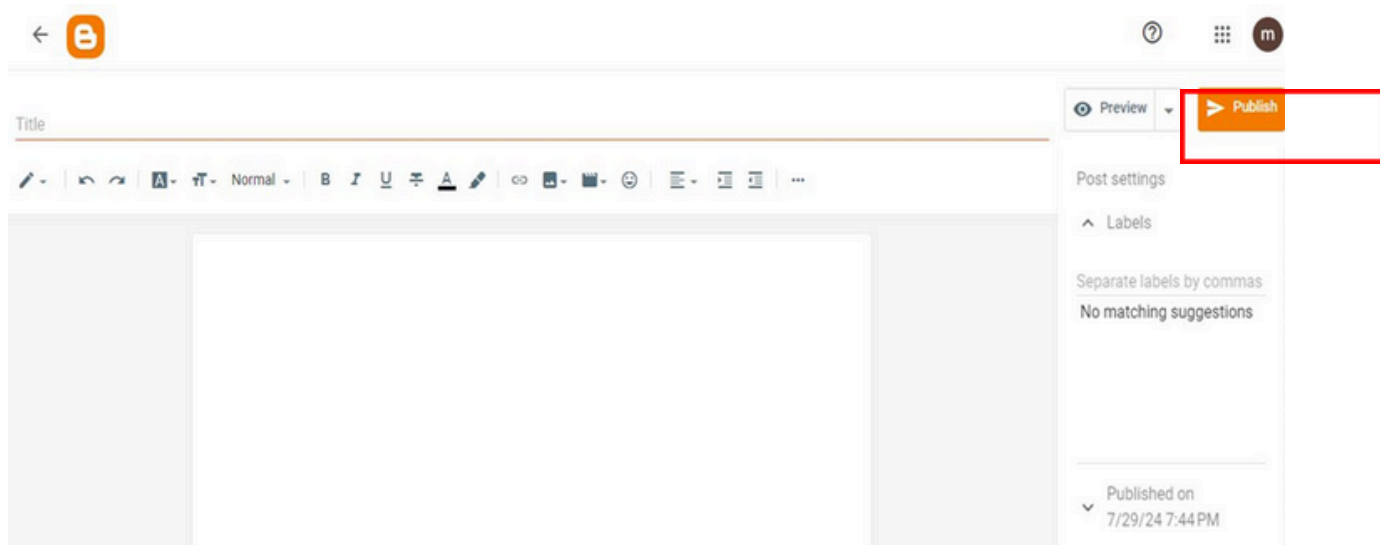 m
Preview
Publish
Title
Normal
B I U A
Post settings
Labels
Separate labels by commas
No matching suggestions
Published on
7/29/24 7:44 PM